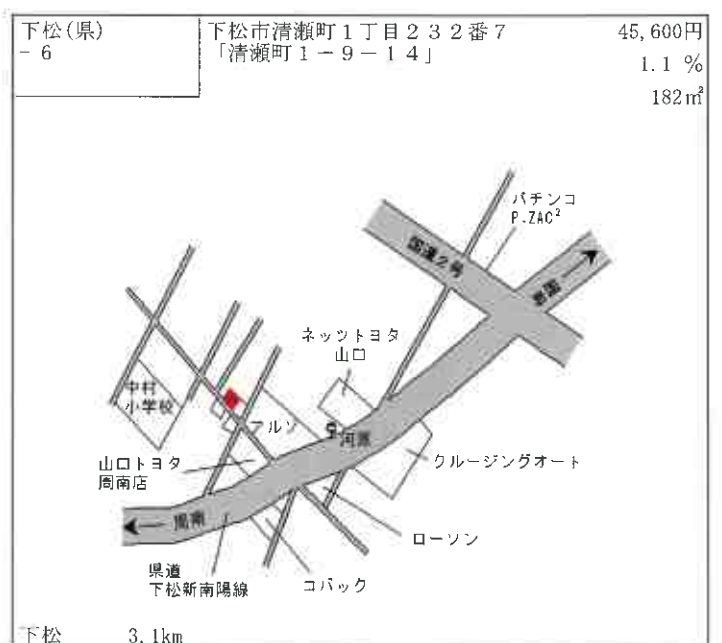 下松(県)
－6
下松市清瀬町１丁目２３２番７
「清瀬町１－９－１４」
45,600円
1.1 %
182㎡
パチンコ
P.ZAC²
国道2号
岩国
ネッツトヨタ
山口
中村
小学校
マルソ
河原
山口トヨタ
周南店
クルージングオート
周南
ローソン
県道
下松新南陽線
コバック
下松 3.1km